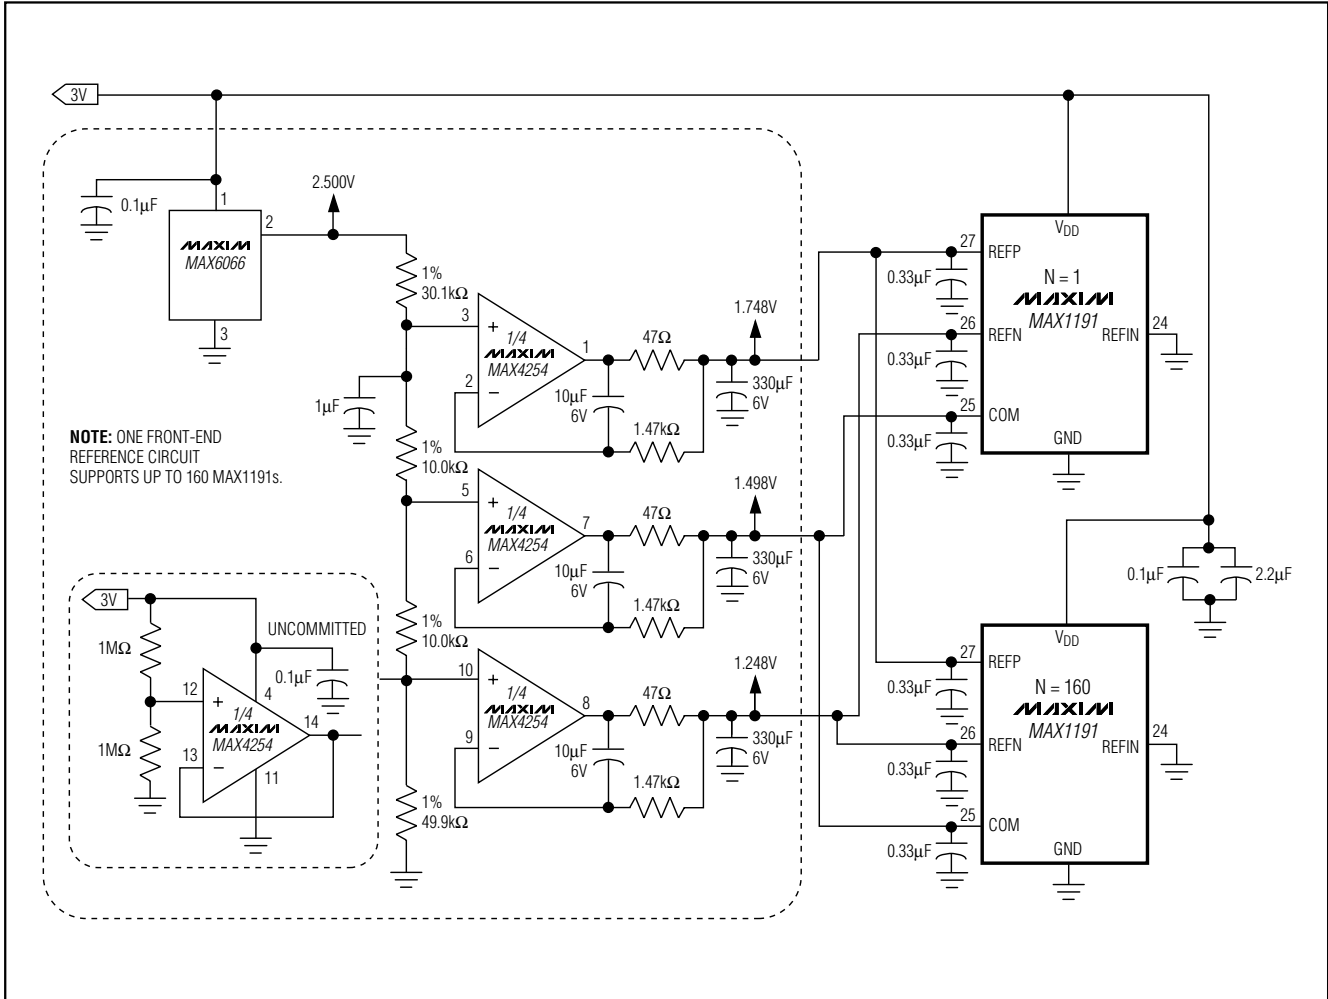 3V
2.500V
0.1µF
1
2
MAXIM
MAX6066
3
1%
30.1kΩ
1µF
NOTE: ONE FRONT-END
REFERENCE CIRCUIT
SUPPORTS UP TO 160 MAX1191s.
1%
10.0kΩ
1%
10.0kΩ
1%
49.9kΩ
3
+
1/4
MAXIM
MAX4254
2
−
1
47Ω
10µF
6V
1.47kΩ
1.748V
330µF
6V
5
+
1/4
MAXIM
MAX4254
6
−
7
47Ω
10µF
6V
1.47kΩ
1.498V
330µF
6V
10
+
1/4
MAXIM
MAX4254
9
−
8
47Ω
10µF
6V
1.47kΩ
1.248V
330µF
6V
3V
UNCOMMITTED
1MΩ
0.1µF
12
+
4
1/4
MAXIM
MAX4254
14
1MΩ
13
−
11
VDD
27
REFP
0.33µF
N = 1
MAXIM
MAX1191
26
REFN
REFIN
24
0.33µF
25
COM
0.33µF
GND
0.1µF
2.2µF
VDD
27
REFP
0.33µF
N = 160
MAXIM
MAX1191
26
REFN
REFIN
24
0.33µF
25
COM
0.33µF
GND